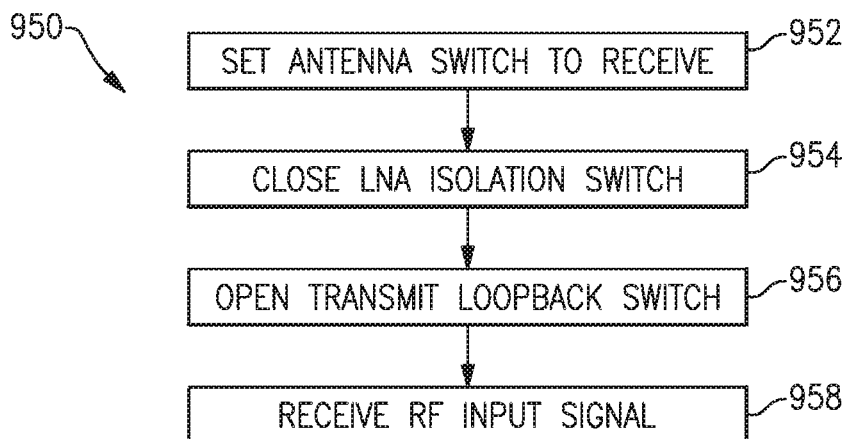 950
SET ANTENNA SWITCH TO RECEIVE
952
CLOSE LNA ISOLATION SWITCH
954
OPEN TRANSMIT LOOPBACK SWITCH
956
RECEIVE RF INPUT SIGNAL
958